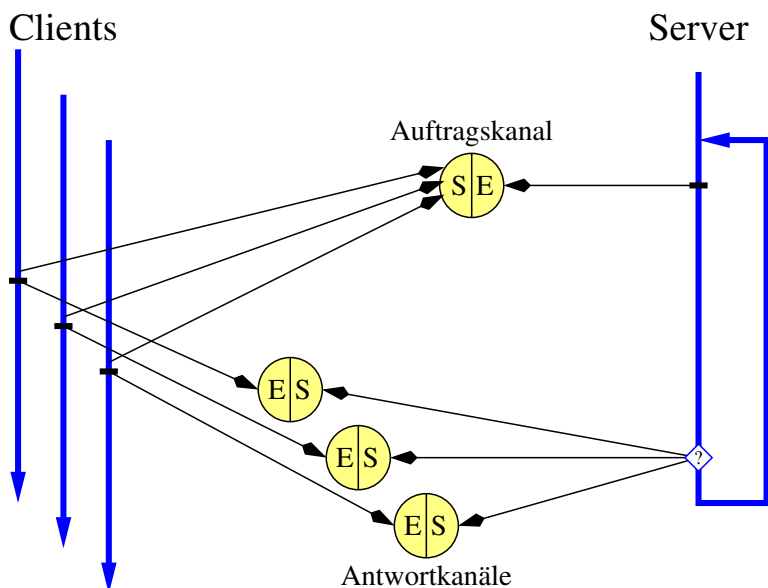 Clients
Server
Auftragskanal
S E
E S
E S
?
E S
Antwortkanäle